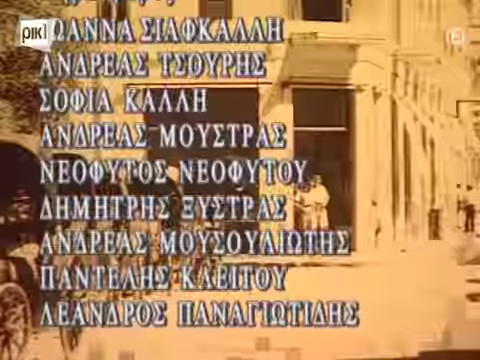 ΡΙΚ1
ΙΩΑΝΝΑ ΣΙΑΦΚΑΛΛΗ
ΑΝΔΡΕΑΣ ΤΣΟΥΡΗΣ
ΣΟΦΙΑ ΚΑΛΛΗ
ΑΝΔΡΕΑΣ ΜΟΥΣΤΡΑΣ
ΝΕΟΦΥΤΟΣ ΝΕΟΦΥΤΟΥ
ΔΗΜΗΤΡΗΣ ΞΥΣΤΡΑΣ
ΑΝΔΡΕΑΣ ΜΟΥΣΟΥΛΙΩΤΗΣ
ΠΑΝΤΕΛΗΣ ΚΛΕΙΤΟΥ
ΛΕΑΝΔΡΟΣ ΠΑΝΑΓΙΩΤΙΔΗΣ